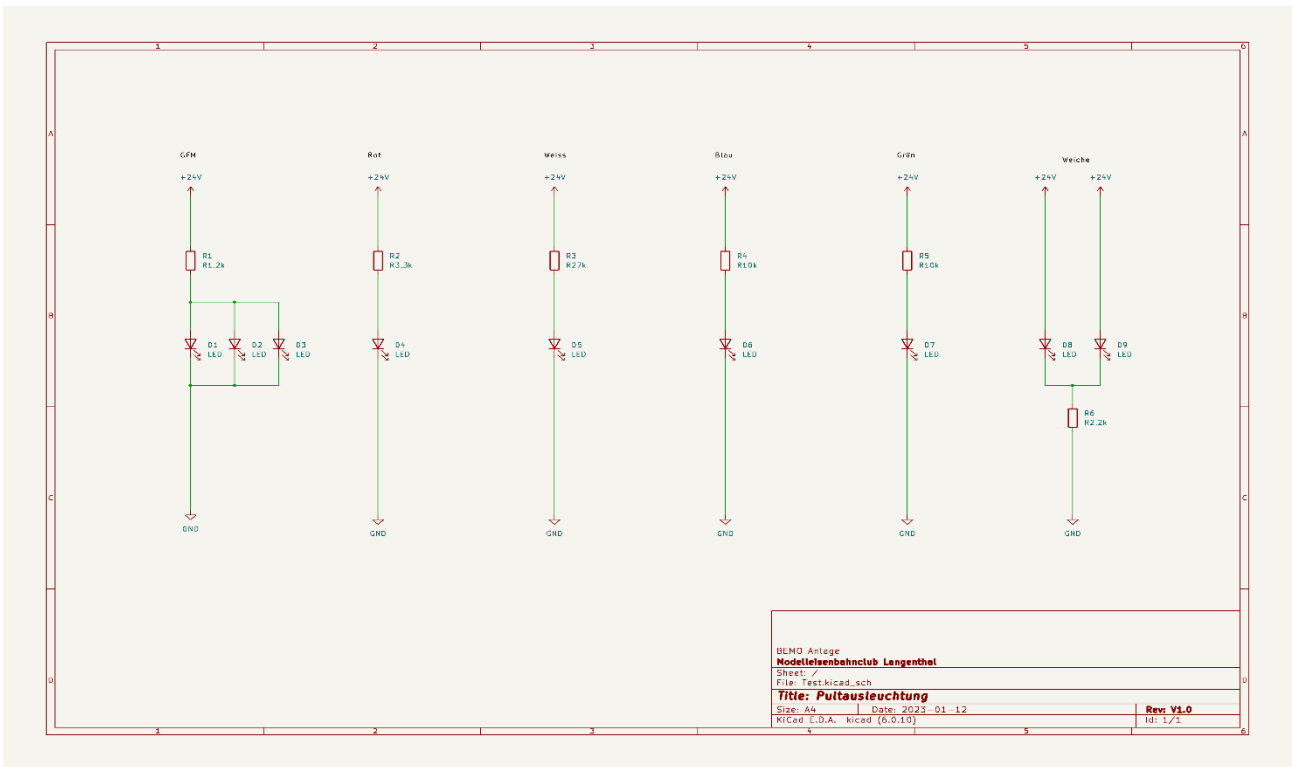 1 2 3 4 5 6
A A
GFM Rot Weiss Blau Grün Weiche
+24V +24V +24V +24V +24V +24V +24V
R1 R2 R3 R4 R5
R1.2k R3.3k R27k R10k R10k
B B
D1 D2 D3 D4 D5 D6 D7 D8 D9
LED LED LED LED LED LED LED LED LED
R6
R2.2k
C C
GND GND GND GND GND GND
BEMO Anlage
Modelleisenbahnclub Langenthal
Sheet: /
File: Test.kicad_sch
D D
Title: Pultausleuchtung
Size: A4 Date: 2023-01-12 Rev: V1.0
KiCad E.D.A. kicad (6.0.10) Id: 1/1
1 2 3 4 5 6